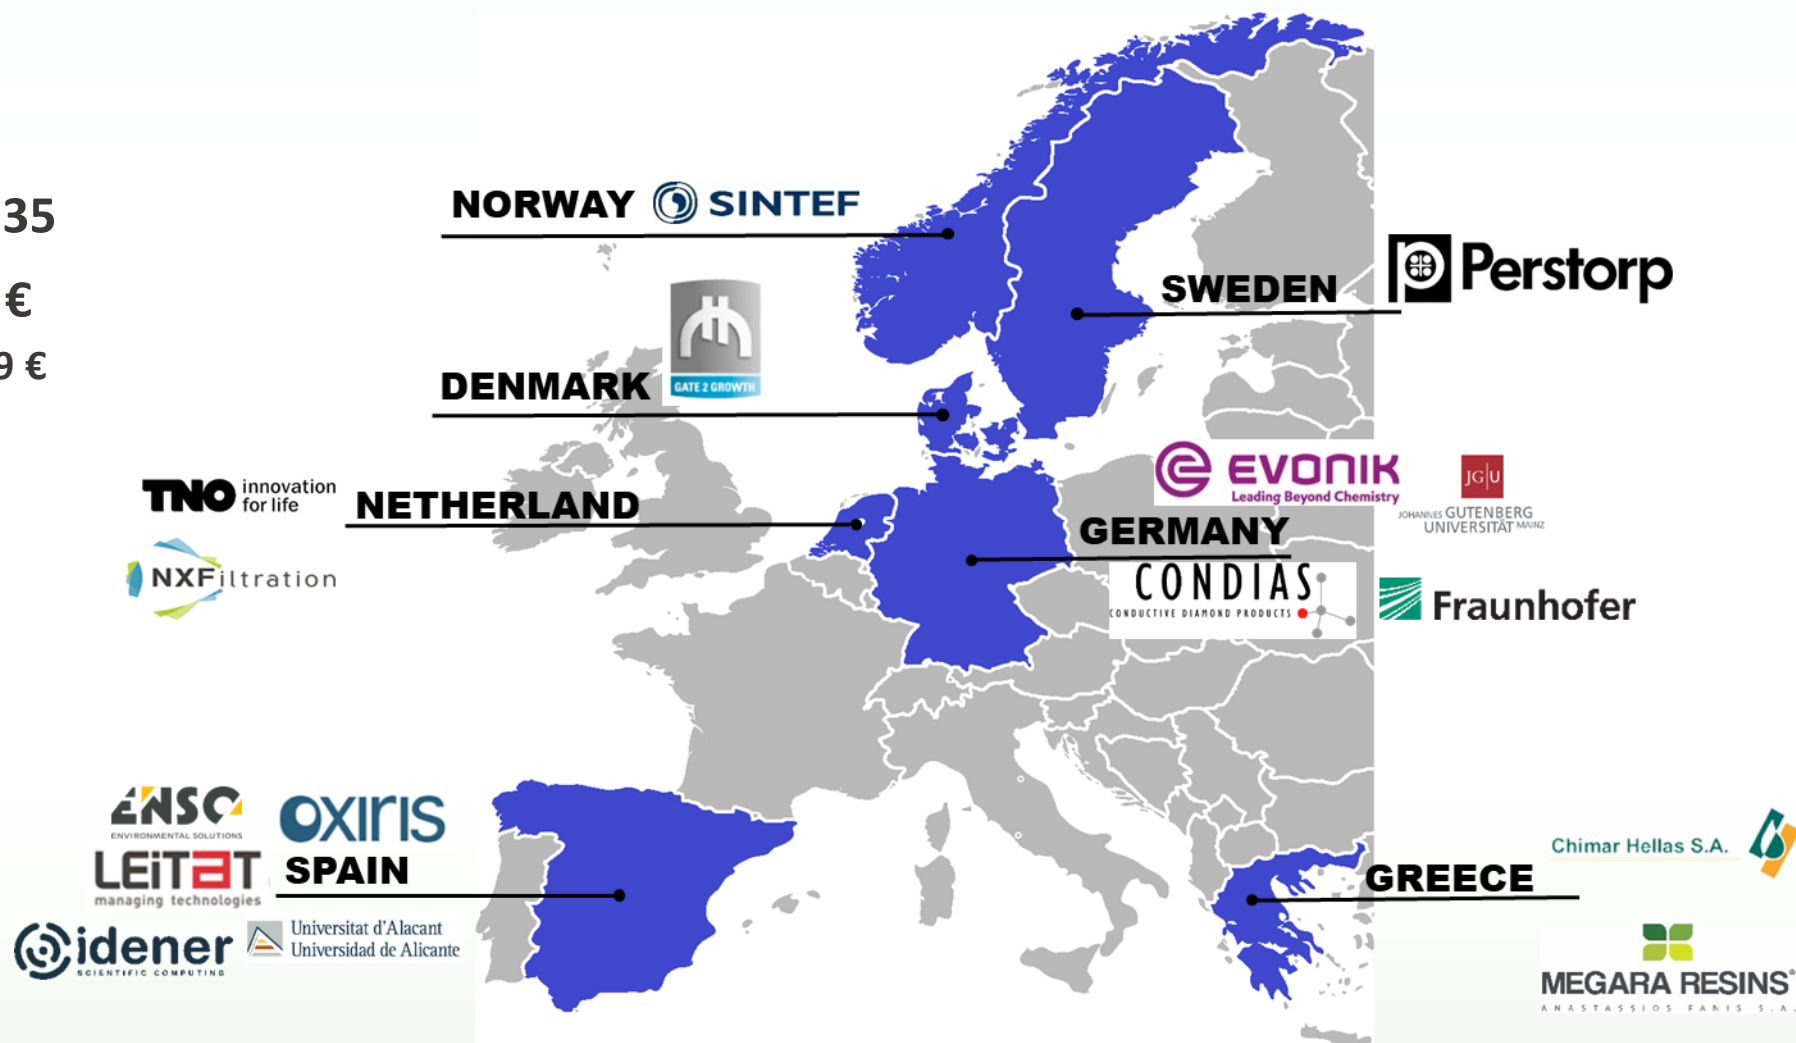 35
€
9 €
NORWAY
SINTEF
SWEDEN
Perstorp
GATE 2 GROWTH
DENMARK
TNO innovation
for life
NETHERLAND
NXFiltration
EVONIK
Leading Beyond Chemistry
JG|U
JOHANNES GUTENBERG
UNIVERSITÄT MAINZ
GERMANY
CONDIAS
CONDUCTIVE DIAMOND PRODUCTS
Fraunhofer
ENSO
ENVIRONMENTAL SOLUTIONS
OXIRIS
LEITAT
managing technologies
SPAIN
idener
SCIENTIFIC COMPUTING
Universitat d'Alacant
Universidad de Alicante
Chimar Hellas S.A.
GREECE
MEGARA RESINS®
ANASTASSIOS FANIS S.A.